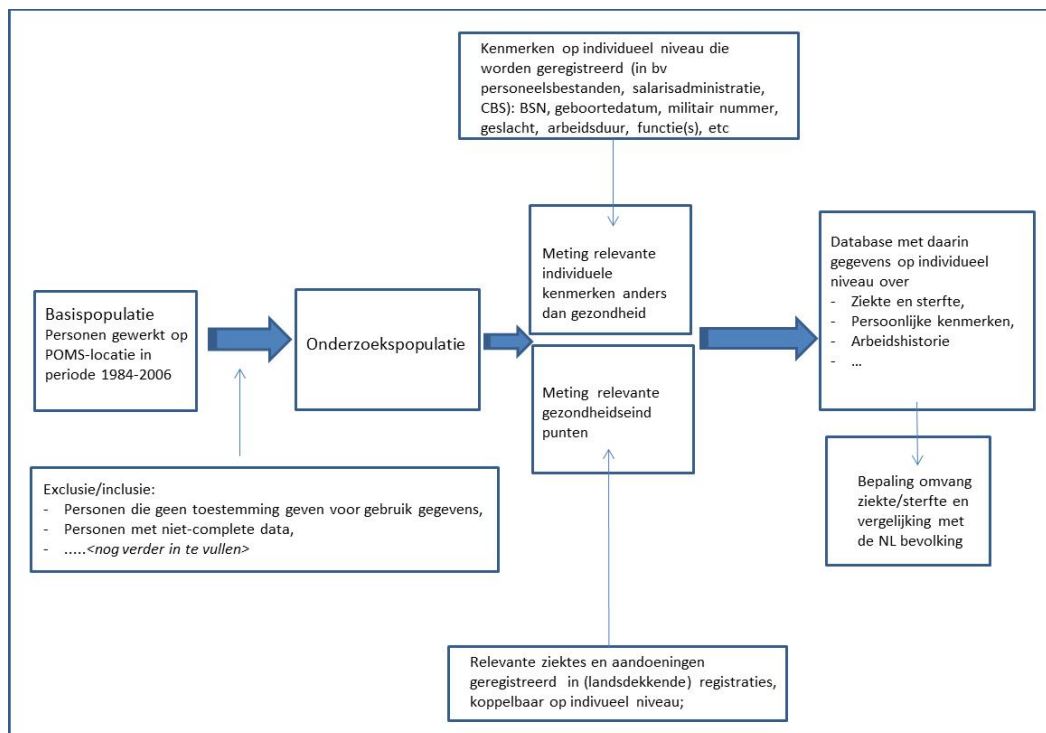 Kenmerken op individueel niveau die
worden geregistreerd (in bv
personeelsbestanden, salarisadministratie,
CBS): BSN, geboortedatum, militair nummer,
geslacht, arbeidsduur, functie(s), etc
Basispopulatie
Personen gewerkt op
POMS-locatie in
periode 1984-2006
Onderzoekspopulatie
Meting relevante
individuele
kenmerken anders
dan gezondheid
Meting relevante
gezondheidseind
punten
Database met daarin
gegevens op individueel
niveau over
- Ziekte en sterfte,
- Persoonlijke kenmerken,
- Arbeidshistorie
- ...
Exclusie/inclusie:
- Personen die geen toestemming geven voor gebruik gegevens,
- Personen met niet-complete data,
- .....<nog verder in te vullen>
Bepaling omvang
ziekte/sterfte en
vergelijking met
de NL bevolking
Relevante ziektes en aandoeningen
geregistreerd in (landsdekkende) registraties,
koppelbaar op indivueel niveau;